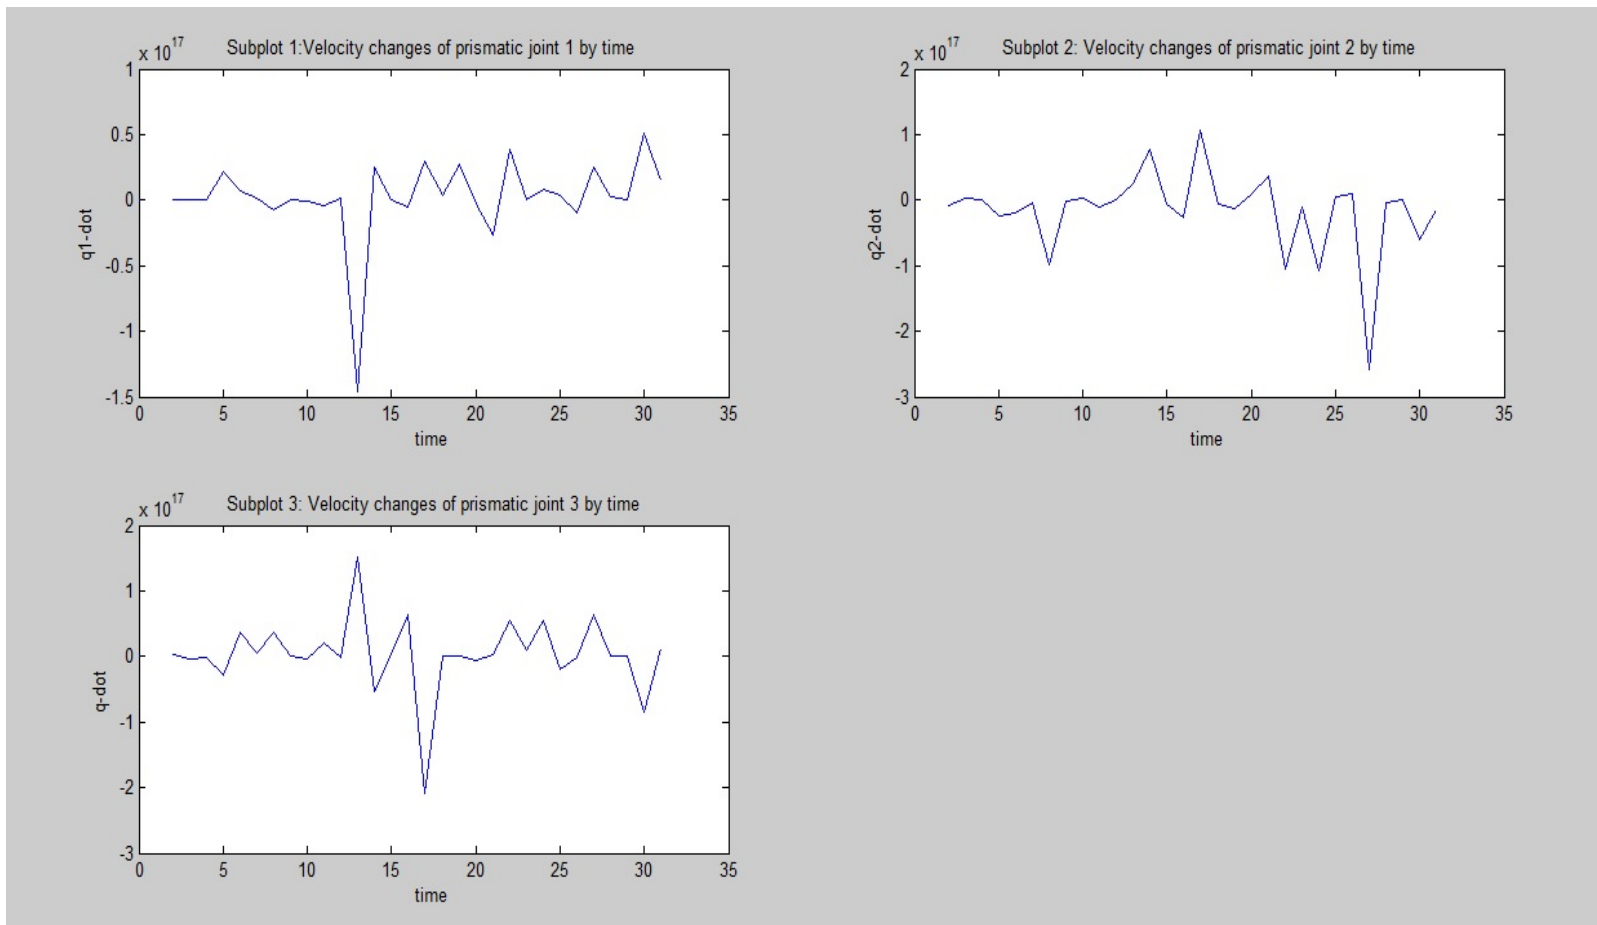 Subplot 1:Velocity changes of prismatic joint 1 by time
x 10^17
1
0.5
0
-0.5
-1
-1.5
q1-dot
0 5 10 15 20 25 30 35
time
Subplot 2: Velocity changes of prismatic joint 2 by time
x 10^17
2
1
0
-1
-2
-3
q2-dot
0 5 10 15 20 25 30 35
time
Subplot 3: Velocity changes of prismatic joint 3 by time
x 10^17
2
1
0
-1
-2
-3
q-dot
0 5 10 15 20 25 30 35
time